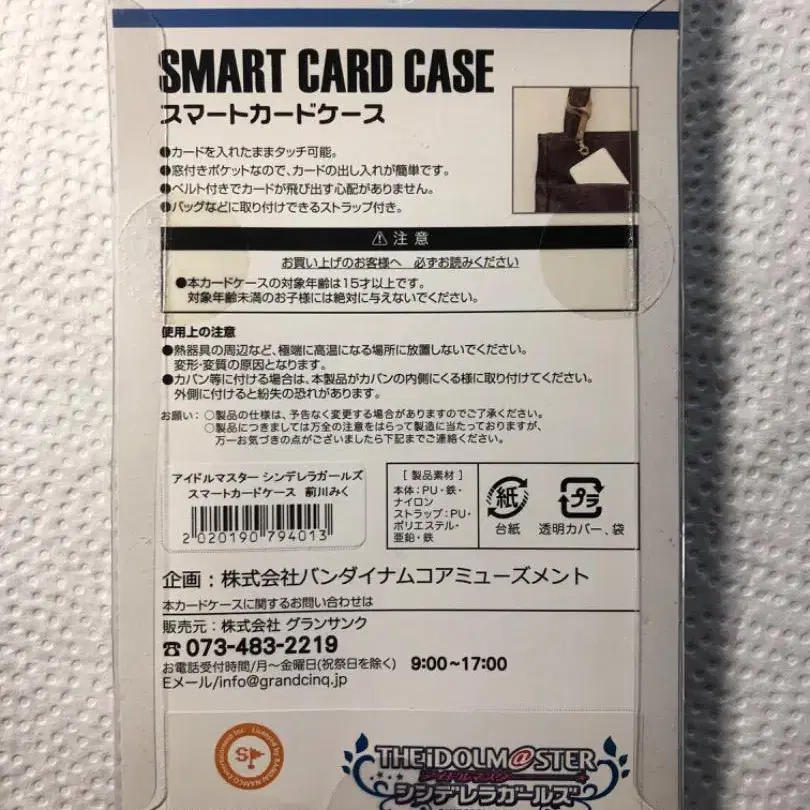 SMART CARD CASE
スマートカードケース
●カードを入れたままタッチ可能。
●窓付きポケットなので、カードの出し入れが簡単です。
●ベルト付きでカードが飛び出す心配がありません。
●バッグなどに取り付けできるストラップ付き。
⚠注意
お買い上げのお客様へ 必ずお読みください
●本カードケースの対象年齢は15才以上です。
対象年齢未満のお子様には絶対に与えないでください。
使用上の注意
●熱器具の周辺など、極端に高温になる場所に放置しないでください。
変形・変質の原因となります。
●カバン等に付ける場合は、本製品がカバンの内側にくる様に取り付けてください。
外側に付けると紛失の恐れがあります。
お願い：○製品の仕様は、予告なく変更する場合がありますのでご了承ください。
○製品につきましては万全の注意をはらって製造に当たっておりますが、
万一お気づきの点がございましたら下記までご連絡ください。
アイドルマスター シンデレラガールズ
スマートカードケース 前川みく
2 020190 794013
[製品素材]
本体：PU・鉄・
ナイロン
ストラップ：PU・
ポリエステル・
亜鉛・鉄
紙
台紙
プラ
透明カバー、袋
企画：株式会社バンダイナムコアミューズメント
本カードケースに関するお問い合わせは
販売元：株式会社 グランサンク
☎073-483-2219
お電話受付時間/月～金曜日(祝祭日を除く) 9:00~17:00
Eメール/info@grandcinq.jp
Licensed by BANDAI NAMCO Entertainment Inc.
THE iDOLM@STER
アイドルマスター
シンデレラガールズ